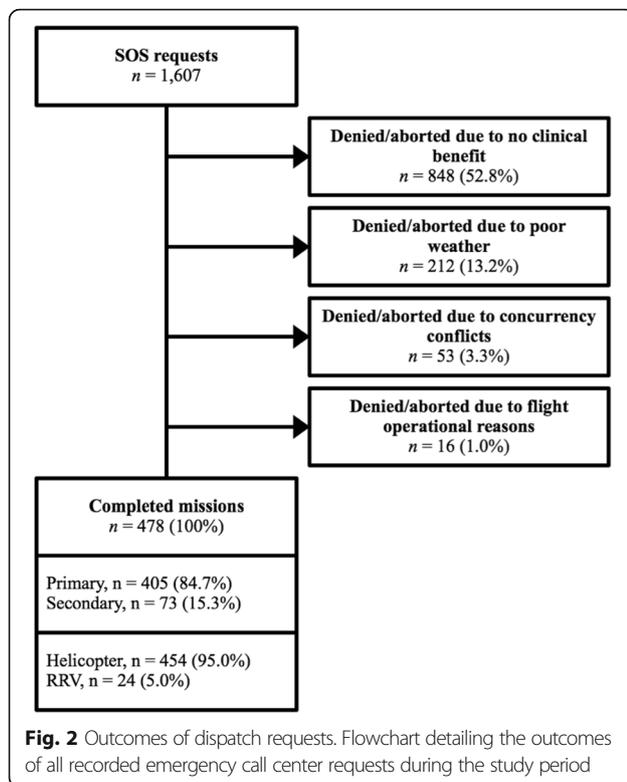 SOS requests
n = 1,607
Denied/aborted due to no clinical
benefit
n = 848 (52.8%)
Denied/aborted due to poor
weather
n = 212 (13.2%)
Denied/aborted due to concurrency
conflicts
n = 53 (3.3%)
Denied/aborted due to flight
operational reasons
n = 16 (1.0%)
Completed missions
n = 478 (100%)
Primary, n = 405 (84.7%)
Secondary, n = 73 (15.3%)
Helicopter, n = 454 (95.0%)
RRV, n = 24 (5.0%)
Fig. 2 Outcomes of dispatch requests. Flowchart detailing the outcomes
of all recorded emergency call center requests during the study period